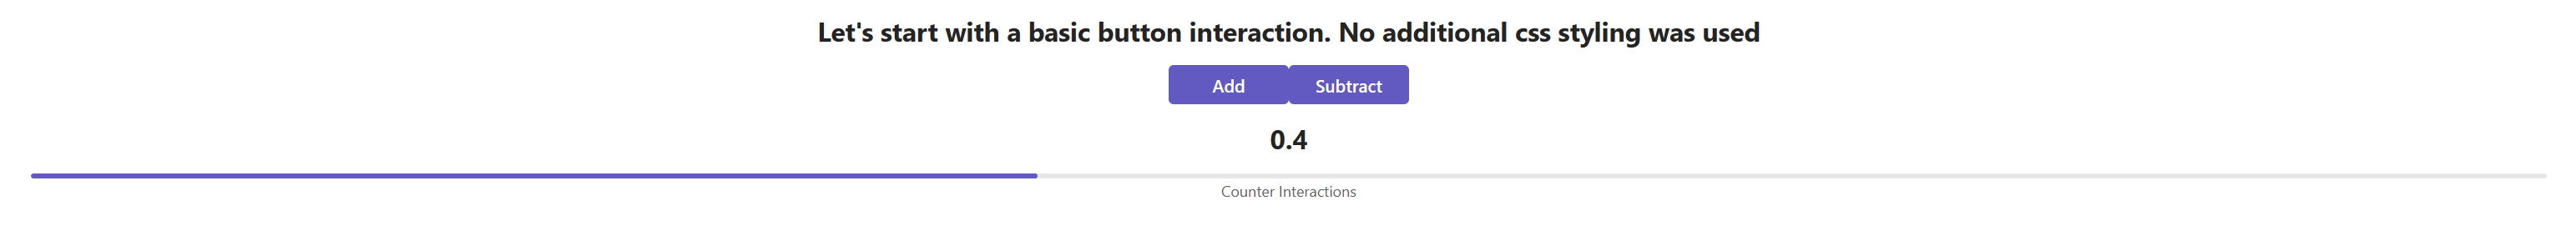 Let's start with a basic button interaction. No additional css styling was used
Add Subtract
0.4
Counter Interactions